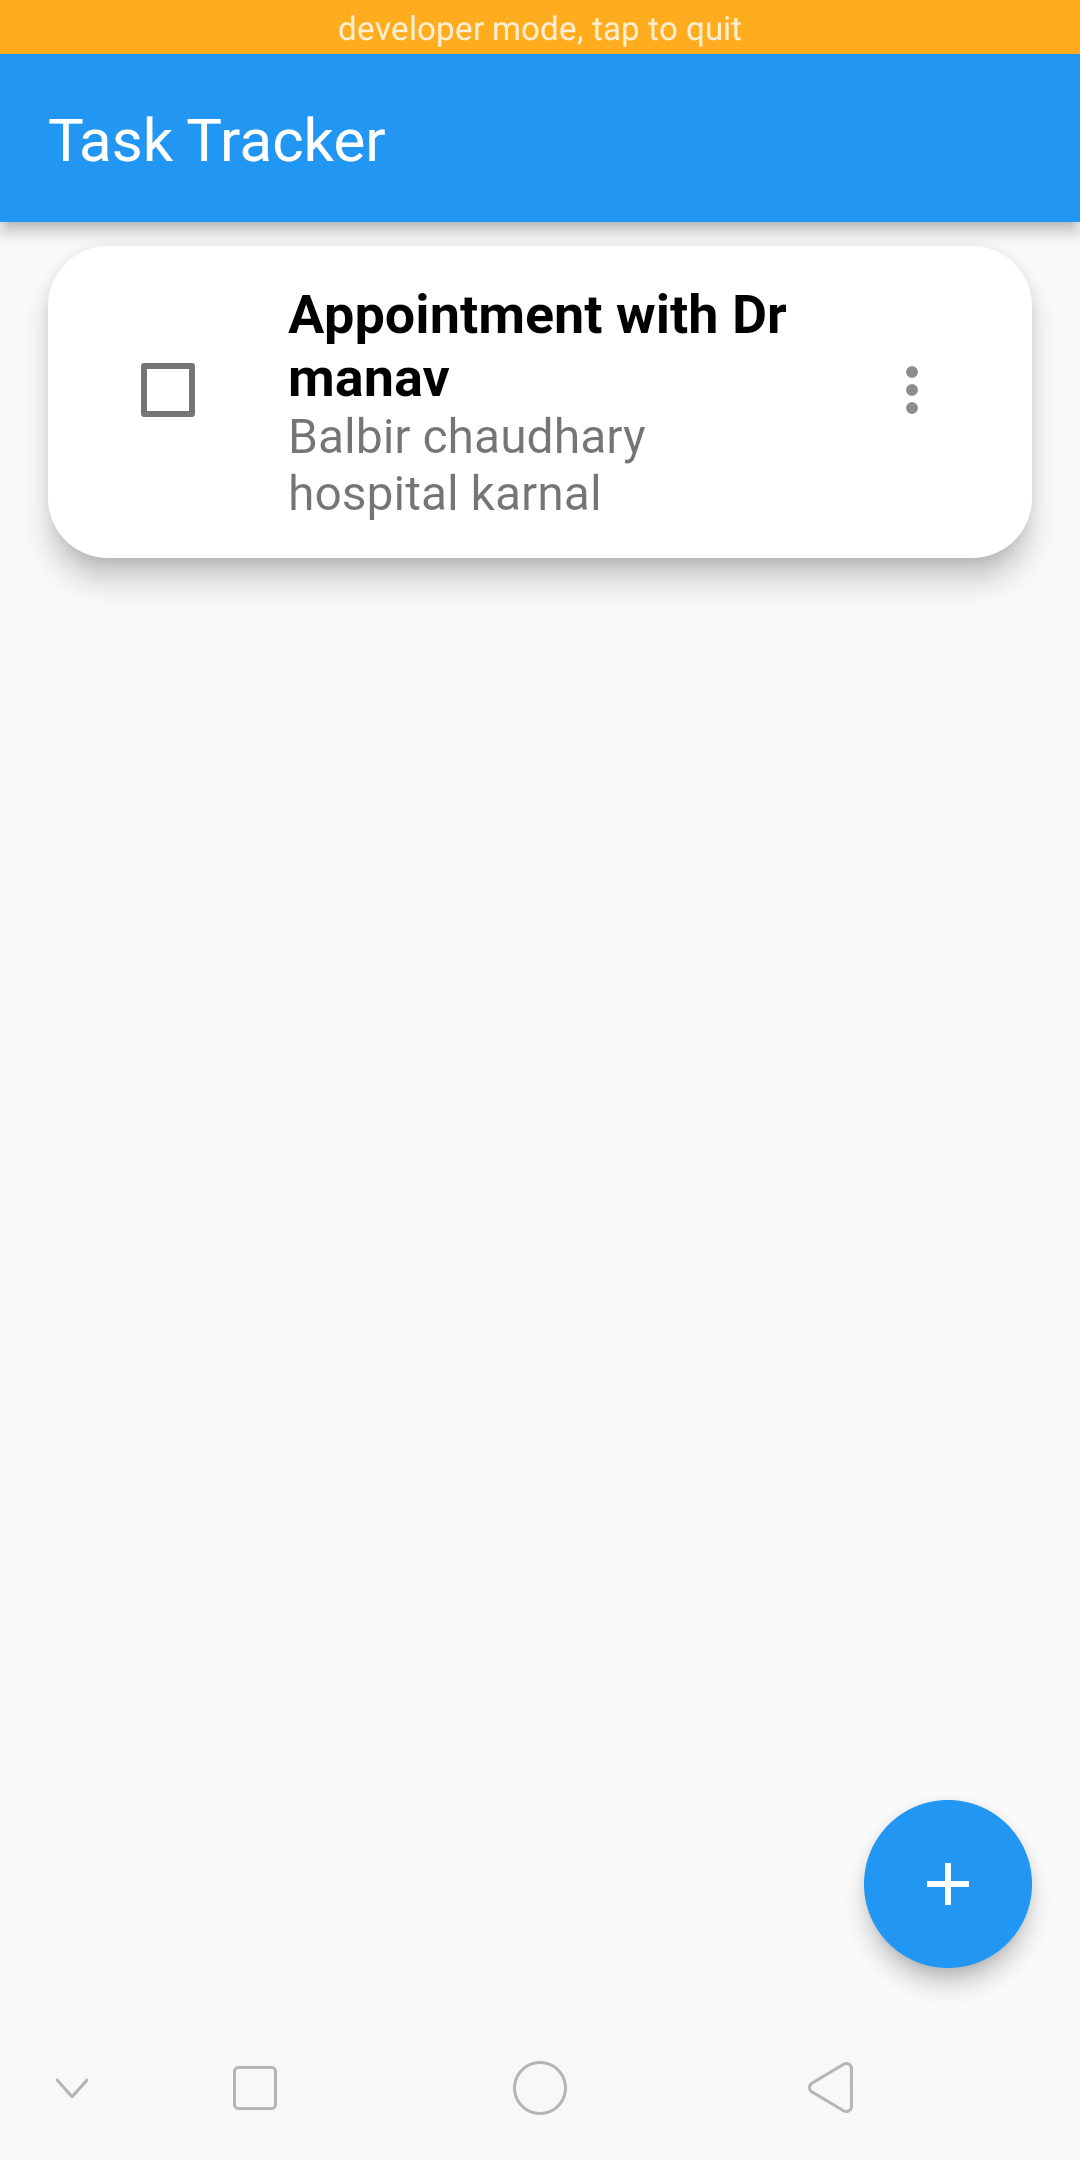 developer mode, tap to quit
Task Tracker
Appointment with Dr
manav
Balbir chaudhary
hospital karnal